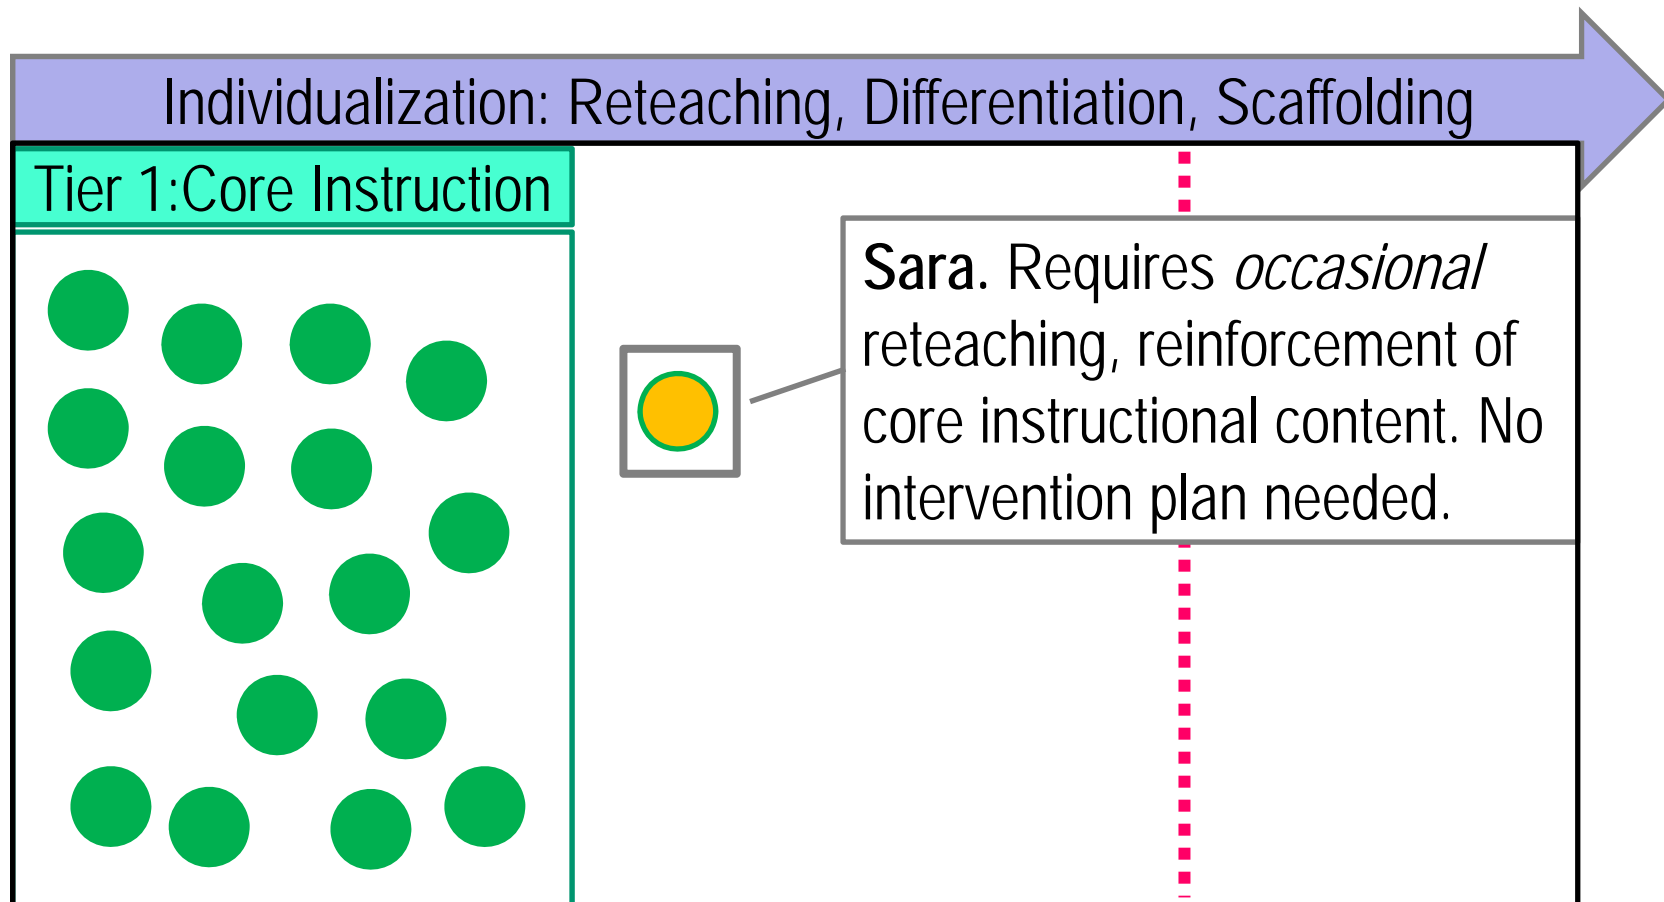 Individualization: Reteaching, Differentiation, Scaffolding
Tier 1:Core Instruction
Sara. Requires occasional
reteaching, reinforcement of
core instructional content. No
intervention plan needed.